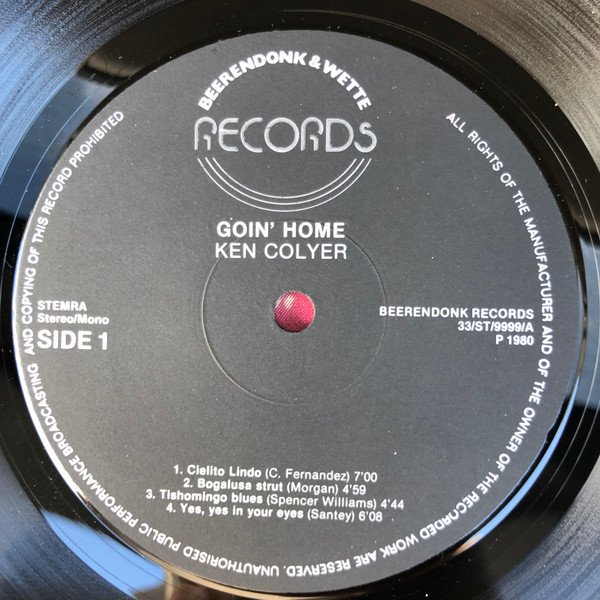 BEERENDONK & WETTE
RECORDS
GOIN' HOME
KEN COLYER
STEMRA
Stereo/Mono
SIDE 1
BEERENDONK RECORDS
33/ST/9999/A
P 1980
1. Cielito Lindo (C. Fernandez) 7'00
2. Bogalusa strut (Morgan) 4'59
3. Tishomingo blues (Spencer Williams) 4'44
4. Yes, yes in your eyes (Santey) 6'08
ALL RIGHTS OF THE MANUFACTURER AND OF THE OWNER OF THE RECORDED WORK ARE RESERVED. UNAUTHORISED PUBLIC PERFORMANCE BROADCASTING AND COPYING OF THIS RECORD PROHIBITED